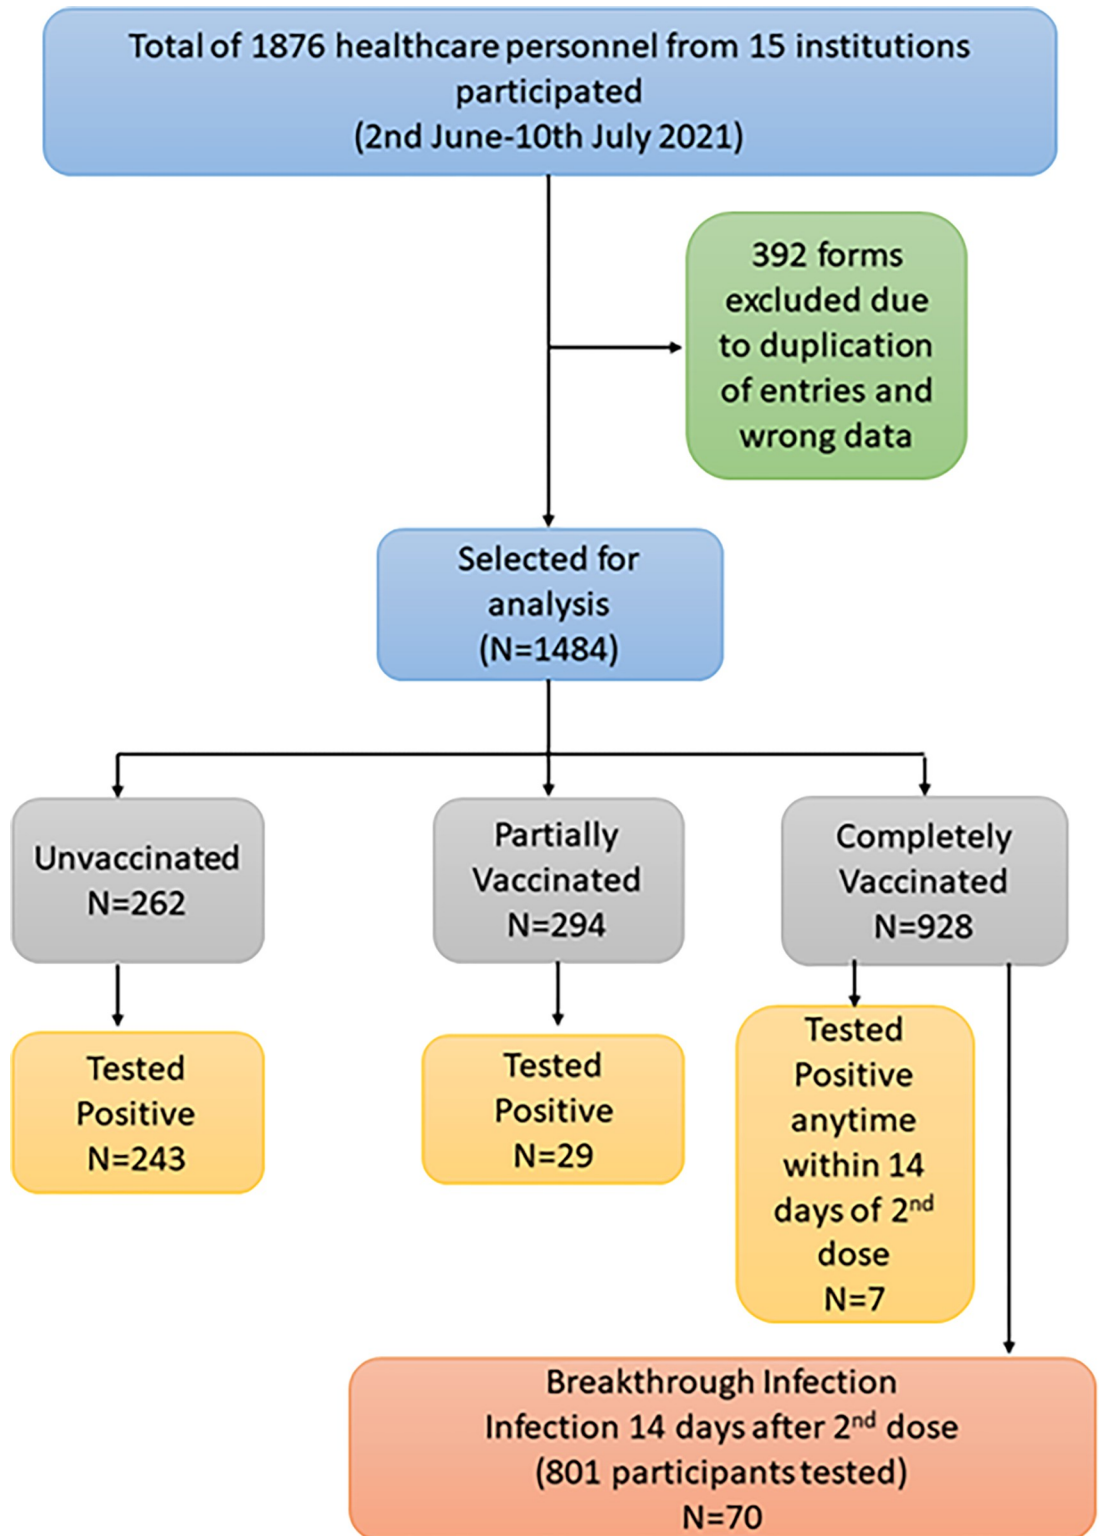 Total of 1876 healthcare personnel from 15 institutions
participated
(2nd June-10th July 2021)
392 forms
excluded due
to duplication
of entries and
wrong data
Selected for
analysis
(N=1484)
Unvaccinated
N=262
Partially
Vaccinated
N=294
Completely
Vaccinated
N=928
Tested
Positive
N=243
Tested
Positive
N=29
Tested
Positive
anytime
within 14
days of 2nd
dose
N=7
Breakthrough Infection
Infection 14 days after 2nd dose
(801 participants tested)
N=70